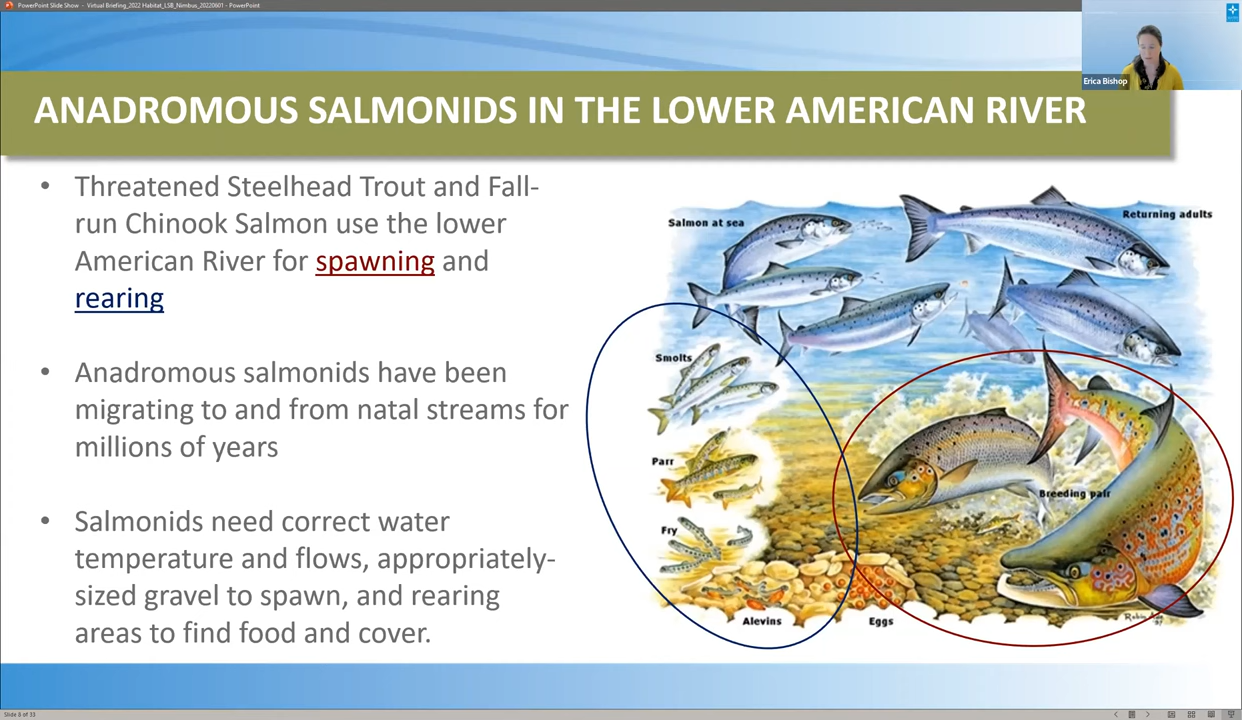 PowerPoint Slide Show - Virtual Briefing_2022 Habitat_LSB_Nimbus_20220601 - PowerPoint
Erica Bishop
ANADROMOUS SALMONIDS IN THE LOWER AMERICAN RIVER
• Threatened Steelhead Trout and Fall-
run Chinook Salmon use the lower
American River for spawning and
rearing
• Anadromous salmonids have been
migrating to and from natal streams for
millions of years
• Salmonids need correct water
temperature and flows, appropriately-
sized gravel to spawn, and rearing
areas to find food and cover.
Salmon at sea
Returning adults
Smolts
Parr
Breeding pair
Fry
Alevins
Eggs
Slide 6 of 33